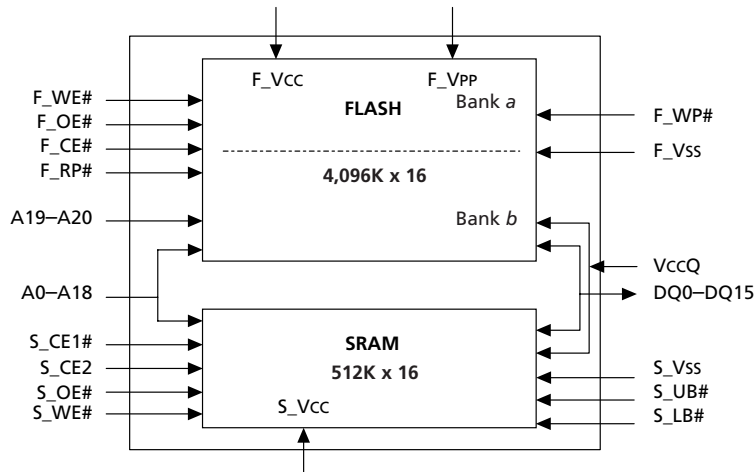 F_VCC
F_VPP
FLASH
Bank a
4,096K x 16
Bank b
F_WE#
F_OE#
F_CE#
F_RP#
A19–A20
A0–A18
S_CE1#
S_CE2
S_OE#
S_WE#
SRAM
512K x 16
S_VCC
F_WP#
F_VSS
VCCQ
DQ0–DQ15
S_VSS
S_UB#
S_LB#